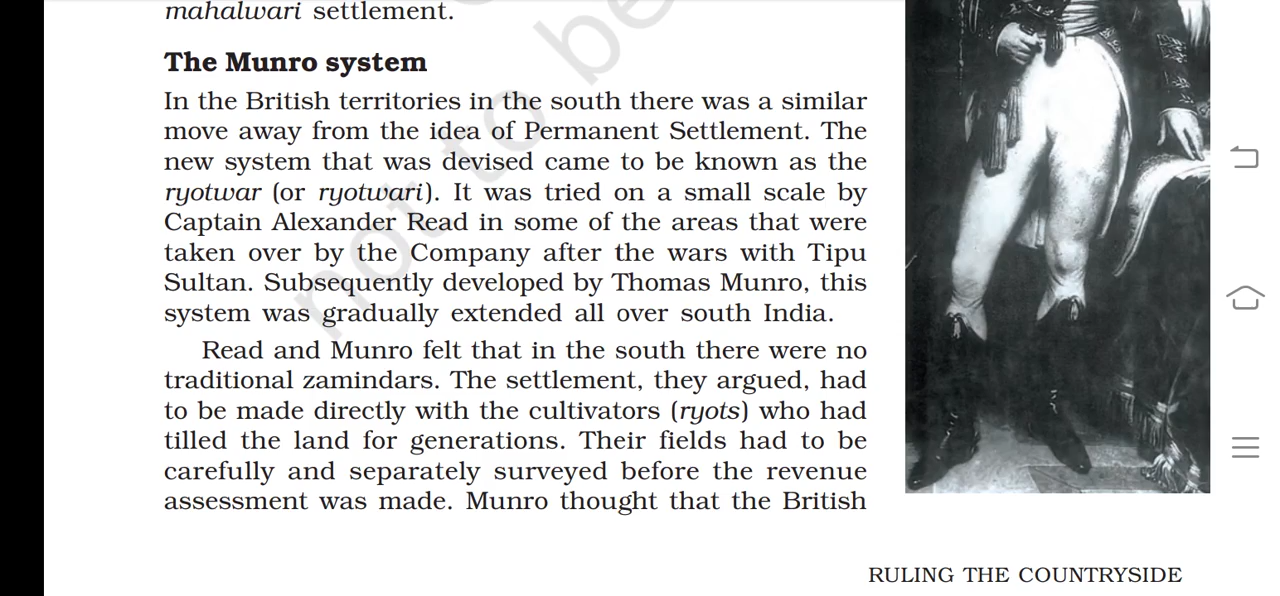 mahalwari settlement.
The Munro system
In the British territories in the south there was a similar
move away from the idea of Permanent Settlement. The
new system that was devised came to be known as the
ryotwar (or ryotwari). It was tried on a small scale by
Captain Alexander Read in some of the areas that were
taken over by the Company after the wars with Tipu
Sultan. Subsequently developed by Thomas Munro, this
system was gradually extended all over south India.
Read and Munro felt that in the south there were no
traditional zamindars. The settlement, they argued, had
to be made directly with the cultivators (ryots) who had
tilled the land for generations. Their fields had to be
carefully and separately surveyed before the revenue
assessment was made. Munro thought that the British
RULING THE COUNTRYSIDE
not to be